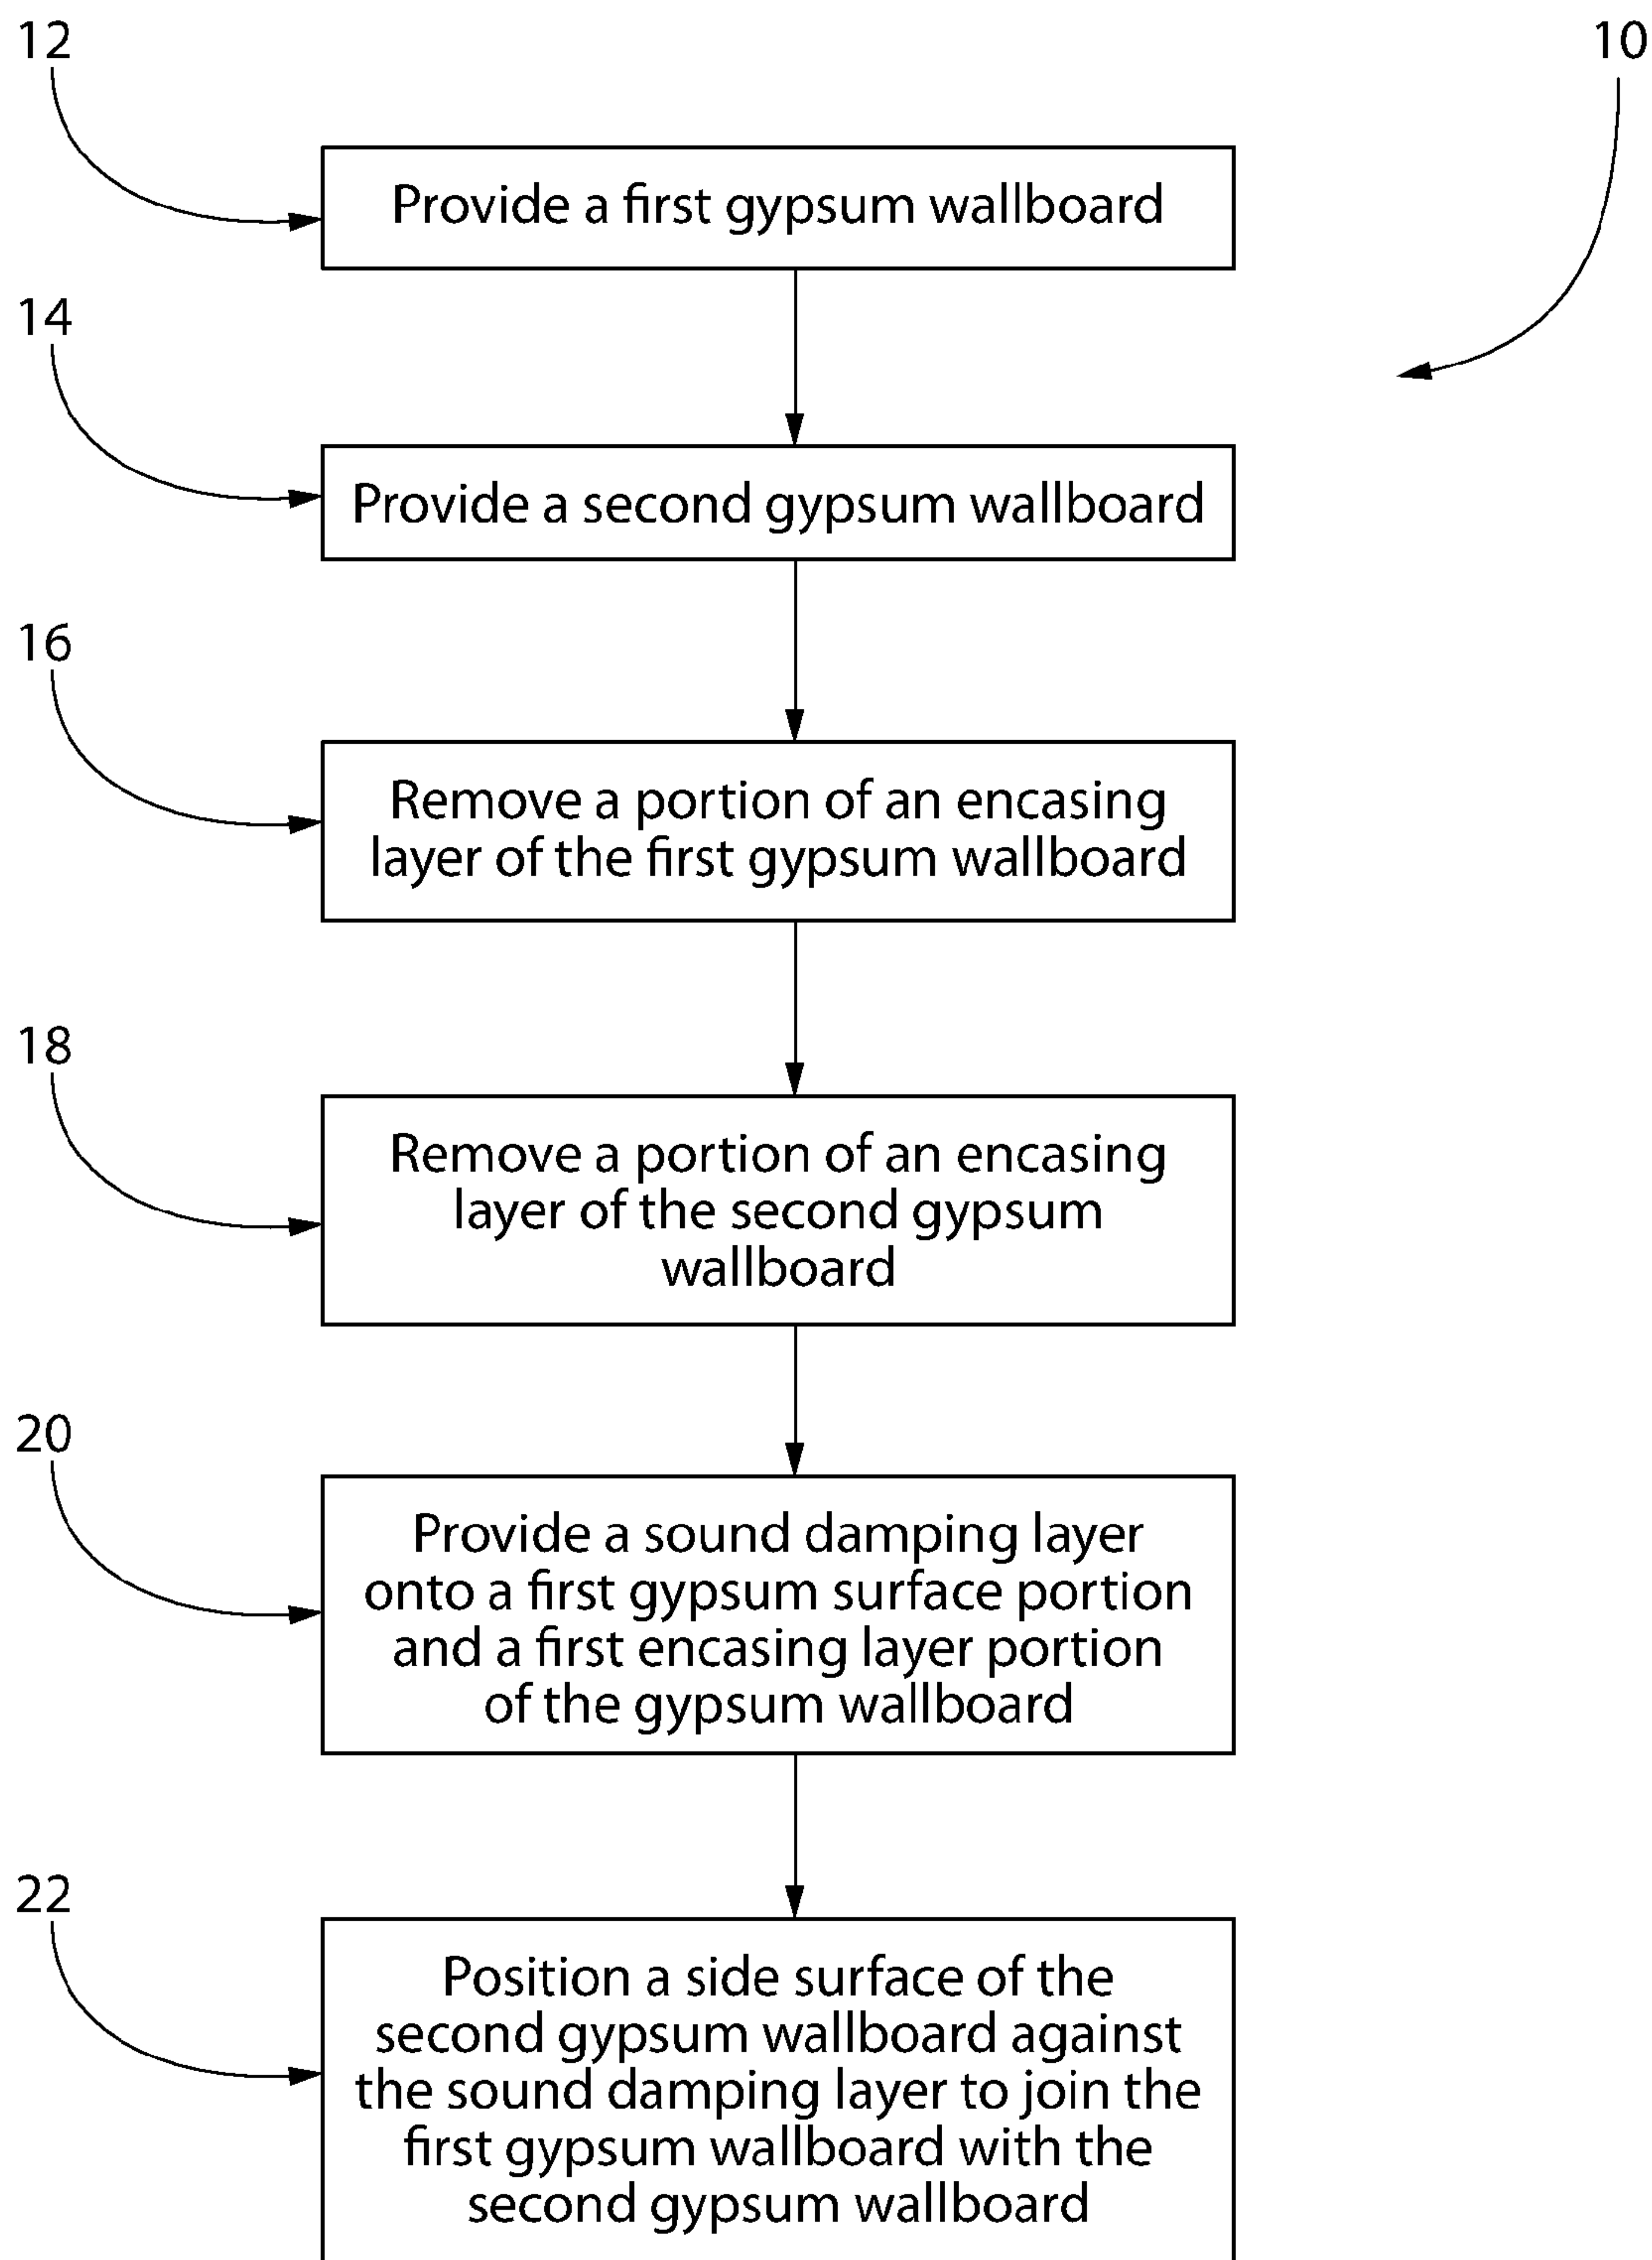 12
10
Provide a first gypsum wallboard
14
Provide a second gypsum wallboard
16
Remove a portion of an encasing
layer of the first gypsum wallboard
18
Remove a portion of an encasing
layer of the second gypsum
wallboard
20
Provide a sound damping layer
onto a first gypsum surface portion
and a first encasing layer portion
of the gypsum wallboard
22
Position a side surface of the
second gypsum wallboard against
the sound damping layer to join the
first gypsum wallboard with the
second gypsum wallboard